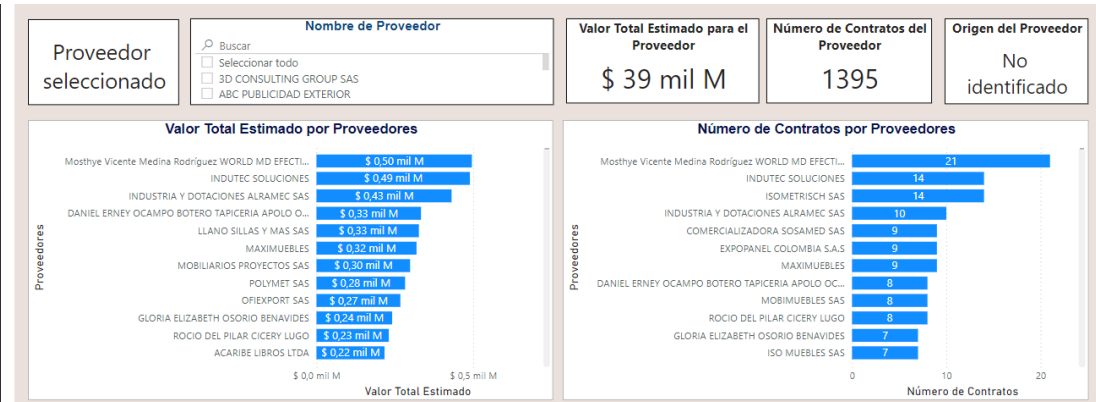 Proveedor
seleccionado
Nombre de Proveedor
Buscar
Seleccionar todo
3D CONSULTING GROUP SAS
ABC PUBLICIDAD EXTERIOR
Valor Total Estimado para el
Proveedor
$ 39 mil M
Número de Contratos del
Proveedor
1395
Origen del Proveedor
No
identificado
Valor Total Estimado por Proveedores
Proveedores
Mosthye Vicente Medina Rodríguez WORLD MD EFECTI... $ 0,50 mil M
INDUTEC SOLUCIONES $ 0,49 mil M
INDUSTRIA Y DOTACIONES ALRAMEC SAS $ 0,43 mil M
DANIEL ERNEY OCAMPO BOTERO TAPICERIA APOLO O... $ 0,33 mil M
LLANO SILLAS Y MAS SAS $ 0,33 mil M
MAXIMUEBLES $ 0,32 mil M
MOBILIARIOS PROYECTOS SAS $ 0,30 mil M
POLYMET SAS $ 0,28 mil M
OFIEXPORT SAS $ 0,27 mil M
GLORIA ELIZABETH OSORIO BENAVIDES $ 0,24 mil M
ROCIO DEL PILAR CICERY LUGO $ 0,23 mil M
ACARIBE LIBROS LTDA $ 0,22 mil M
$ 0,0 mil M $ 0,5 mil M
Valor Total Estimado
Número de Contratos por Proveedores
Proveedores
Mosthye Vicente Medina Rodríguez WORLD MD EFECTI... 21
INDUTEC SOLUCIONES 14
ISOMETRISCH SAS 14
INDUSTRIA Y DOTACIONES ALRAMEC SAS 10
COMERCIALIZADORA SOSAMED SAS 9
EXPOPANEL COLOMBIA S.A.S 9
MAXIMUEBLES 9
DANIEL ERNEY OCAMPO BOTERO TAPICERIA APOLO OC... 8
MOBIMUEBLES SAS 8
ROCIO DEL PILAR CICERY LUGO 8
GLORIA ELIZABETH OSORIO BENAVIDES 7
ISO MUEBLES SAS 7
0 10 20
Número de Contratos